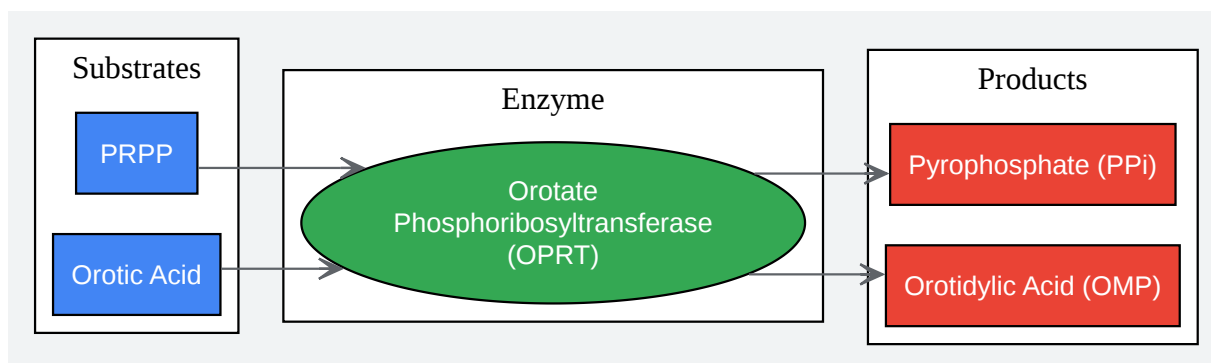 Substrates
PRPP
Orotic Acid
Enzyme
Orotate
Phosphoribosyltransferase
(OPRT)
Products
Pyrophosphate (PPi)
Orotidylic Acid (OMP)